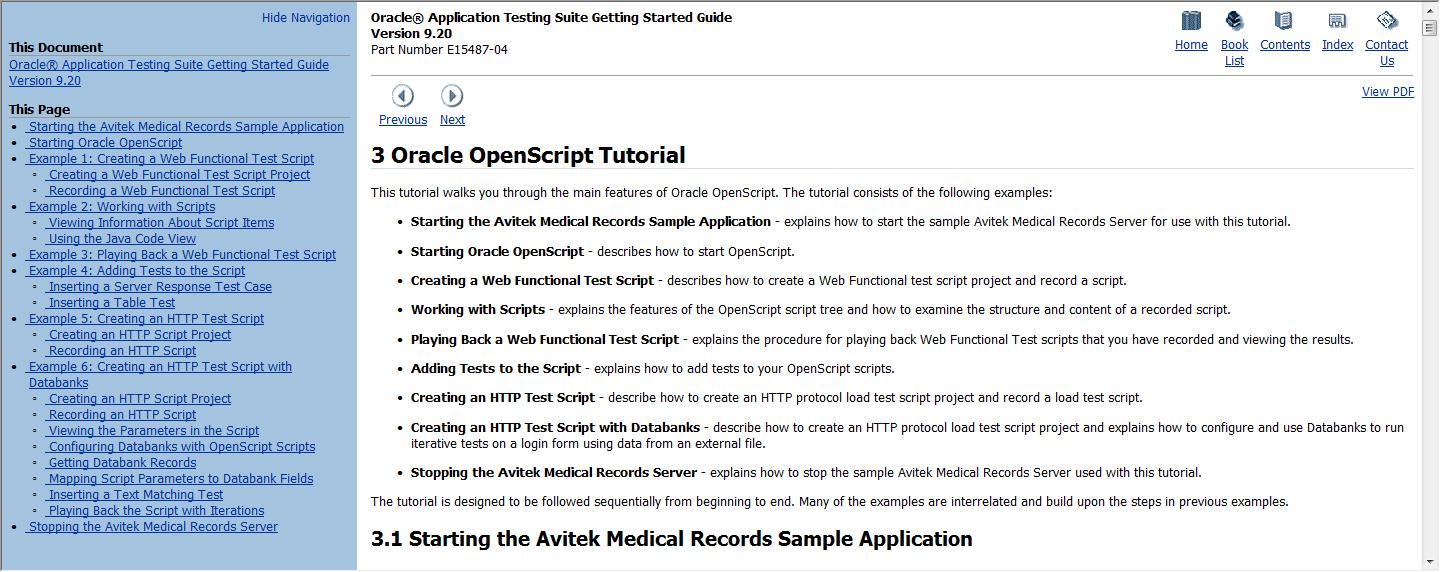 Hide Navigation
This Document
Oracle® Application Testing Suite Getting Started Guide
Version 9.20
This Page
Starting the Avitek Medical Records Sample Application
Starting Oracle OpenScript
Example 1: Creating a Web Functional Test Script
Creating a Web Functional Test Script Project
Recording a Web Functional Test Script
Example 2: Working with Scripts
Viewing Information About Script Items
Using the Java Code View
Example 3: Playing Back a Web Functional Test Script
Example 4: Adding Tests to the Script
Inserting a Server Response Test Case
Inserting a Table Test
Example 5: Creating an HTTP Test Script
Creating an HTTP Script Project
Recording an HTTP Script
Example 6: Creating an HTTP Test Script with
Databanks
Creating an HTTP Script Project
Recording an HTTP Script
Viewing the Parameters in the Script
Configuring Databanks with OpenScript Scripts
Getting Databank Records
Mapping Script Parameters to Databank Fields
Inserting a Text Matching Test
Playing Back the Script with Iterations
Stopping the Avitek Medical Records Server
Oracle® Application Testing Suite Getting Started Guide
Version 9.20
Part Number E15487-04
Home
Book
List
Contents
Index
Contact
Us
Previous
Next
View PDF
3 Oracle OpenScript Tutorial
This tutorial walks you through the main features of Oracle OpenScript. The tutorial consists of the following examples:
• Starting the Avitek Medical Records Sample Application - explains how to start the sample Avitek Medical Records Server for use with this tutorial.
• Starting Oracle OpenScript - describes how to start OpenScript.
• Creating a Web Functional Test Script - describes how to create a Web Functional test script project and record a script.
• Working with Scripts - explains the features of the OpenScript script tree and how to examine the structure and content of a recorded script.
• Playing Back a Web Functional Test Script - explains the procedure for playing back Web Functional Test scripts that you have recorded and viewing the results.
• Adding Tests to the Script - explains how to add tests to your OpenScript scripts.
• Creating an HTTP Test Script - describe how to create an HTTP protocol load test script project and record a load test script.
• Creating an HTTP Test Script with Databanks - describe how to create an HTTP protocol load test script project and explains how to configure and use Databanks to run
iterative tests on a login form using data from an external file.
• Stopping the Avitek Medical Records Server - explains how to stop the sample Avitek Medical Records Server used with this tutorial.
The tutorial is designed to be followed sequentially from beginning to end. Many of the examples are interrelated and build upon the steps in previous examples.
3.1 Starting the Avitek Medical Records Sample Application